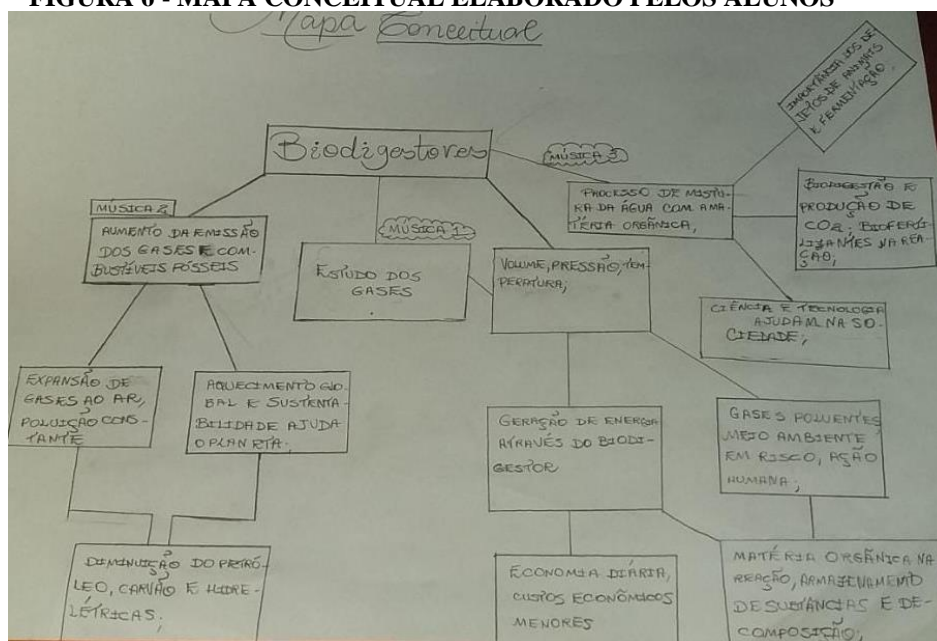 FIGURA 6 - MAPA CONCEITUAL ELABORADO PELOS ALUNOS
Mapa Conceitual
IMPORTÂNCIA DOS DE-
JETOS DE ANIMAIS
E FERMENTAÇÃO.
Biodigestores
MÚSICA 3
PROCESSO DE MISTU-
RA DA ÁGUA COM A MA-
TÉRIA ORGÂNICA;
BIODIGESTÃO E
PRODUÇÃO DE
CO2; BIOFERTI-
LIZANTES NA REA-
ÇÃO;
MÚSICA 2
AUMENTO DA EMISSÃO
DOS GASES E COM-
BUSTÍVEIS FÓSSEIS
MÚSICA 1
ESTUDO DOS
GASES
VOLUME, PRESSÃO, TEM-
PERATURA;
CIÊNCIA E TECNOLOGIA
AJUDAM NA SO-
CIEDADE;
EXPANSÃO DE
GASES AO AR,
POLUIÇÃO CONS-
TANTE
AQUECIMENTO GLO-
BAL E SUSTENTA-
BILIDADE AJUDA
O PLANETA;
GERAÇÃO DE ENERGIA
ATRAVÉS DO BIODI-
GESTOR
GASES POLUENTES,
MEIO AMBIENTE
EM RISCO, AÇÃO
HUMANA;
DIMINUIÇÃO DO PETRÓ-
LEO, CARVÃO E HIDRE-
LÉTRICAS;
ECONOMIA DIÁRIA,
CUSTOS ECONÔMICOS
MENORES
MATÉRIA ORGÂNICA NA
REAÇÃO, ARMAZENAMENTO
DE SUBSTÂNCIAS E DE-
COMPOSIÇÃO;